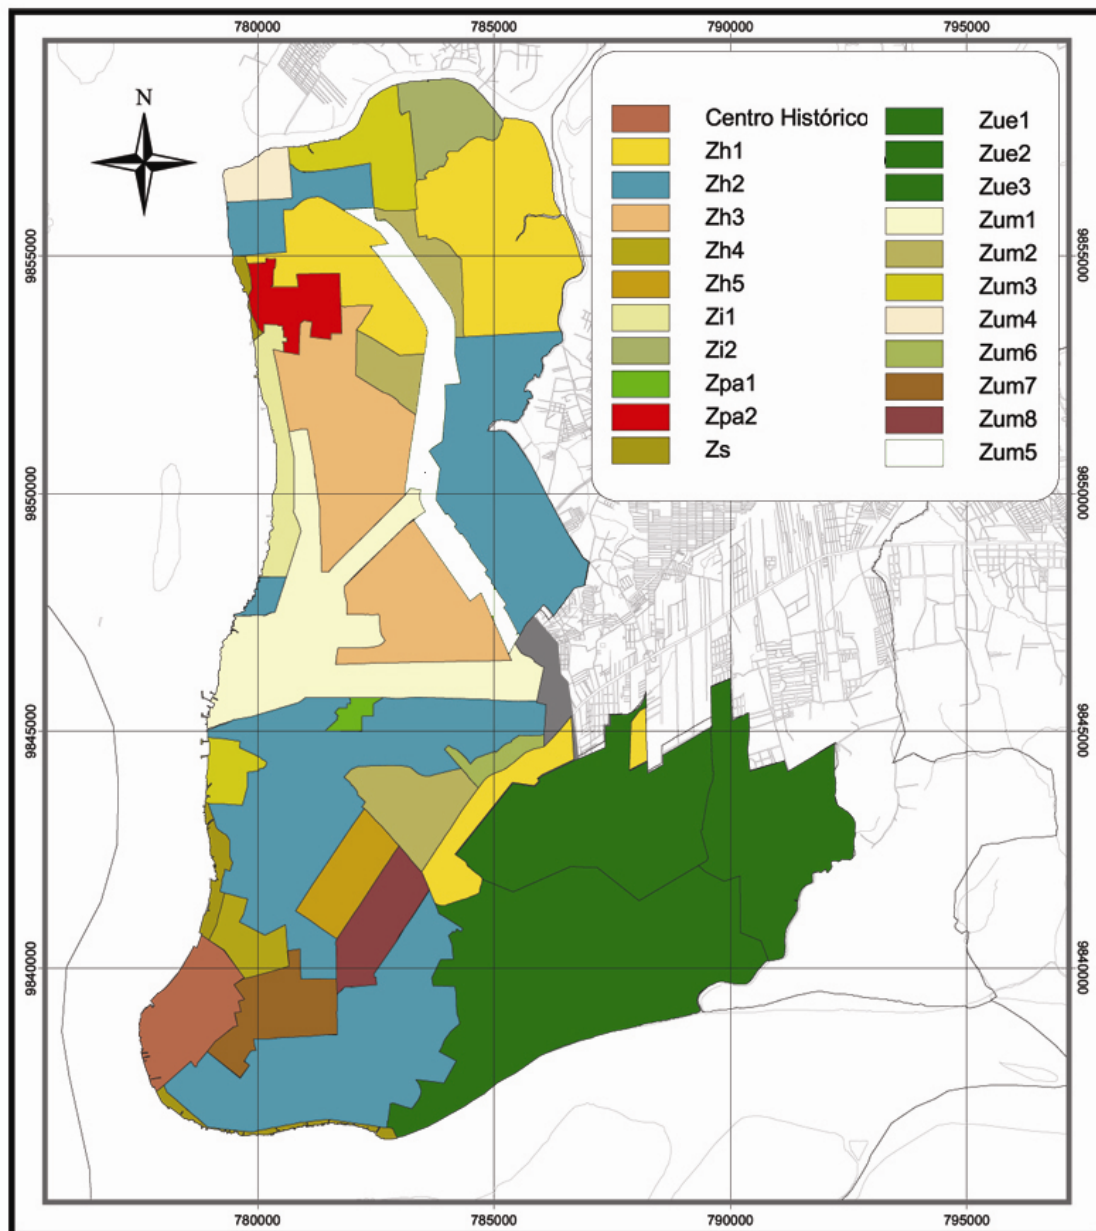 780000 785000 790000 795000
N
Centro Histórico
Zh1
Zh2
Zh3
Zh4
Zh5
Zi1
Zi2
Zpa1
Zpa2
Zs
Zue1
Zue2
Zue3
Zum1
Zum2
Zum3
Zum4
Zum6
Zum7
Zum8
Zum5
9855000
9850000
9845000
9840000
9855000
9850000
9845000
9840000
780000 785000 790000 795000